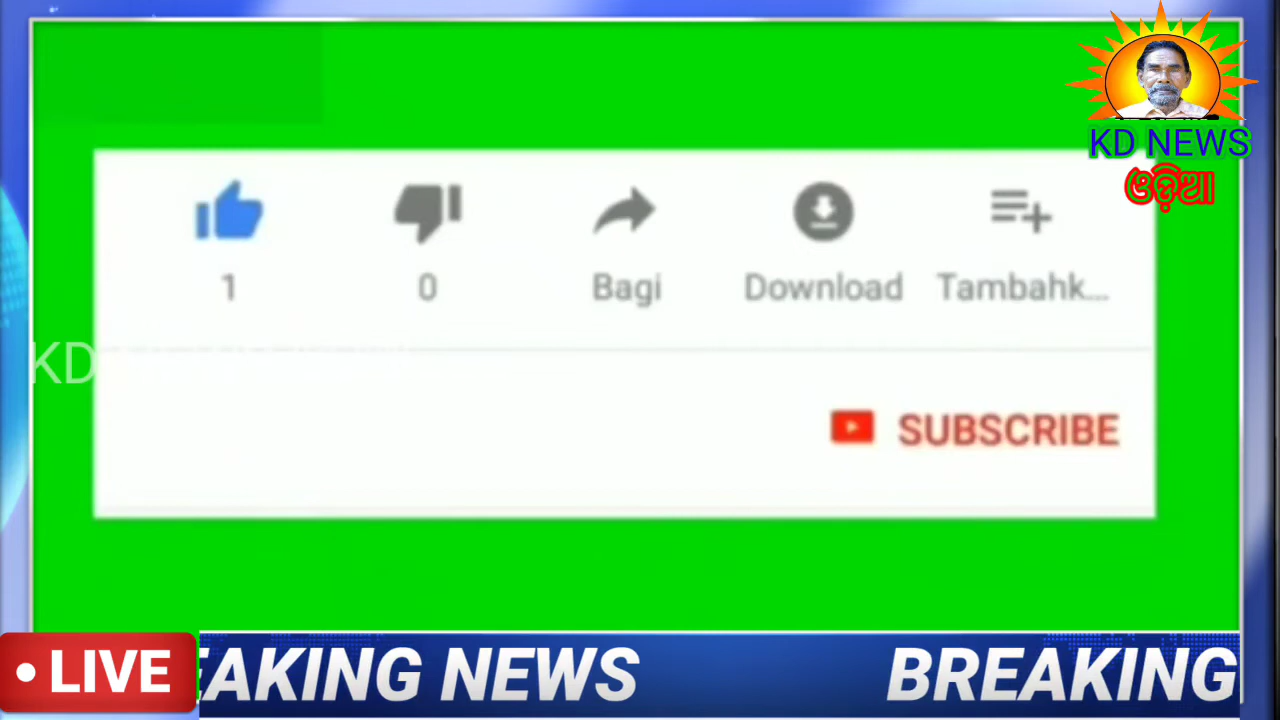 KD NEWS
ଓଡ଼ିଆ
1 0 Bagi Download Tambahk...
KD
SUBSCRIBE
LIVE EAKING NEWS BREAKING